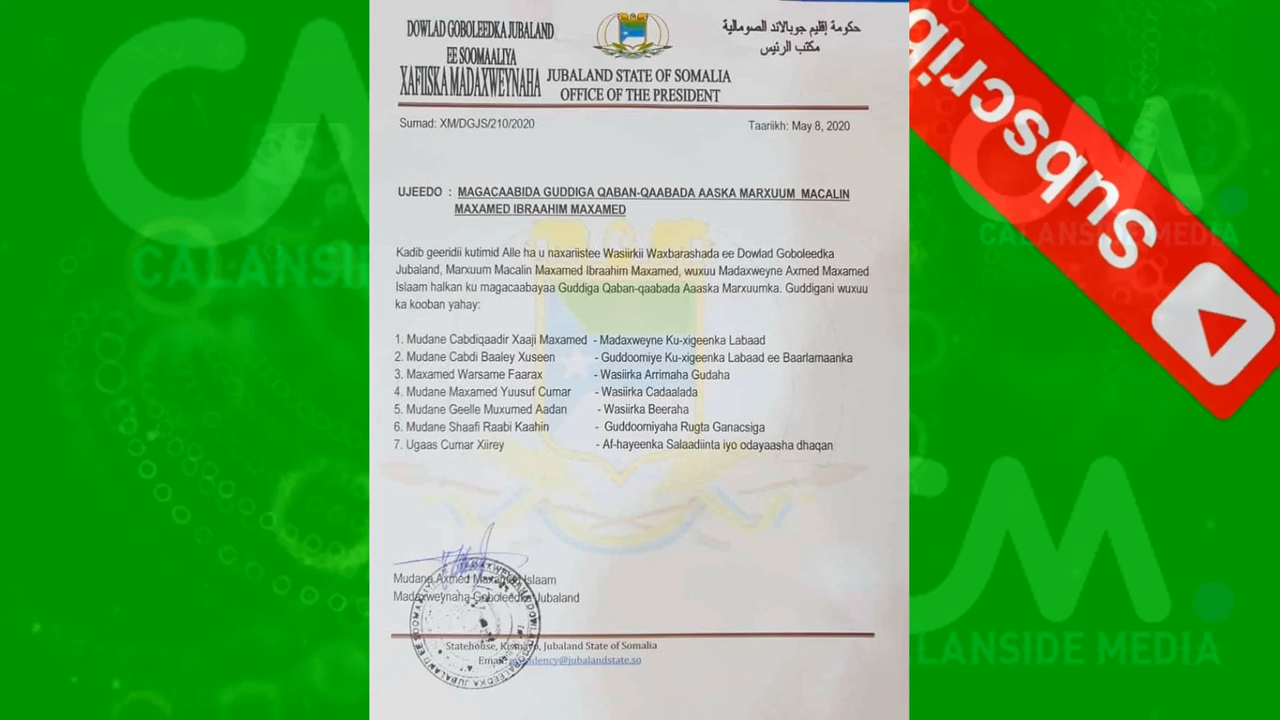 DOWLAD GOBOLEEDKA JUBALAND
EE SOOMAALIYA
XAFIISKA MADAXWEYNAHA
حكومة إقليم جوبالاند الصومالية
مكتب الرئيس
JUBALAND STATE OF SOMALIA
OFFICE OF THE PRESIDENT
Sumad: XM/DGJS/210/2020
Taariikh: May 8, 2020
UJEEDO : MAGACAABIDA GUDDIGA QABAN-QAABADA AASKA MARXUUM MACALIN
MAXAMED IBRAAHIM MAXAMED
Kadib geeridii kutimid Alle ha u naxariistee Wasiirkii Waxbarashada ee Dowlad Goboleedka
Jubaland, Marxuum Macalin Maxamed Ibraahim Maxamed, wuxuu Madaxweyne Axmed Maxamed
Islaam halkan ku magacaabayaa Guddiga Qaban-qaabada Aaaska Marxuumka. Guddigani wuxuu
ka kooban yahay:
1. Mudane Cabdiqaadir Xaaji Maxamed - Madaxweyne Ku-xigeenka Labaad
2. Mudane Cabdi Baaley Xuseen - Guddoomiye Ku-xigeenka Labaad ee Baarlamaanka
3. Maxamed Warsame Faarax - Wasiirka Arrimaha Gudaha
4. Mudane Maxamed Yuusuf Cumar - Wasiirka Cadaalada
5. Mudane Geelle Muxumed Aadan - Wasiirka Beeraha
6. Mudane Shaafi Raabi Kaahin - Guddoomiyaha Rugta Ganacsiga
7. Ugaas Cumar Xiirey - Af-hayeenka Salaadiinta iyo odayaasha dhaqan
Mudane Axmed Maxamed Islaam
Madaxweynaha Goboleedka Jubaland
Statehouse, Kismayo, Jubaland State of Somalia
Email: presidency@jubalandstate.so
Subscrib
CALANSIDE MEDIA
CM
CALANSI
CM
ALANSIDE MEDIA